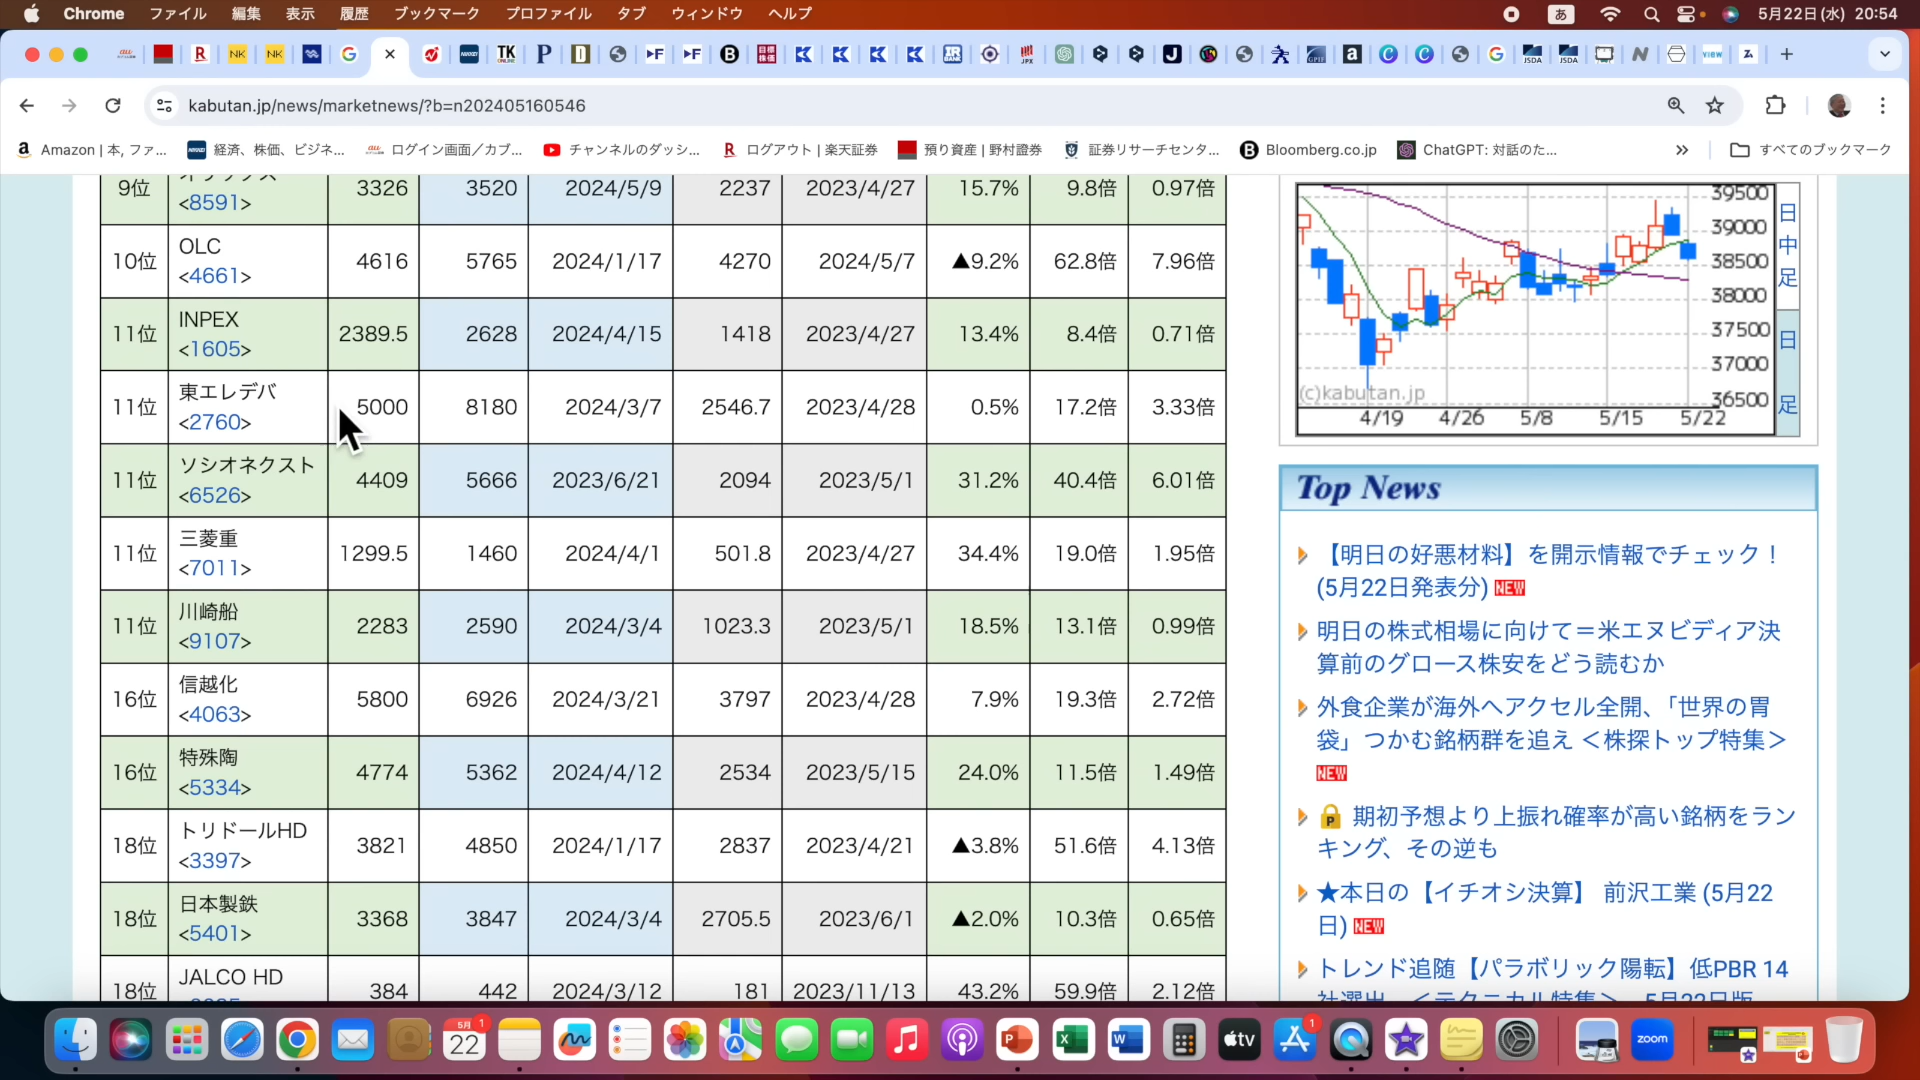 Chrome ファイル 編集 表示 履歴 ブックマーク プロファイル タブ ウィンドウ ヘルプ
あ 5月22日(水) 20:54
kabutan.jp/news/marketnews/?b=n202405160546
Amazon | 本, ファ... 経済、株価、ビジネ... ログイン画面／カブ... チャンネルのダッシ... ログアウト | 楽天証券 預り資産 | 野村證券 証券リサーチセンタ... Bloomberg.co.jp ChatGPT: 対話のた... » すべてのブックマーク
9位 オリックス <8591> 3326 3520 2024/5/9 2237 2023/4/27 15.7% 9.8倍 0.97倍
10位 OLC <4661> 4616 5765 2024/1/17 4270 2024/5/7 ▲9.2% 62.8倍 7.96倍
11位 INPEX <1605> 2389.5 2628 2024/4/15 1418 2023/4/27 13.4% 8.4倍 0.71倍
11位 東エレデバ <2760> 5000 8180 2024/3/7 2546.7 2023/4/28 0.5% 17.2倍 3.33倍
11位 ソシオネクスト <6526> 4409 5666 2023/6/21 2094 2023/5/1 31.2% 40.4倍 6.01倍
11位 三菱重 <7011> 1299.5 1460 2024/4/1 501.8 2023/4/27 34.4% 19.0倍 1.95倍
11位 川崎船 <9107> 2283 2590 2024/3/4 1023.3 2023/5/1 18.5% 13.1倍 0.99倍
16位 信越化 <4063> 5800 6926 2024/3/21 3797 2023/4/28 7.9% 19.3倍 2.72倍
16位 特殊陶 <5334> 4774 5362 2024/4/12 2534 2023/5/15 24.0% 11.5倍 1.49倍
18位 トリドールHD <3397> 3821 4850 2024/1/17 2837 2023/4/21 ▲3.8% 51.6倍 4.13倍
18位 日本製鉄 <5401> 3368 3847 2024/3/4 2705.5 2023/6/1 ▲2.0% 10.3倍 0.65倍
18位 JALCO HD 384 442 2024/3/12 181 2023/11/13 43.2% 59.9倍 2.12倍
39500
39000
38500
38000
37500
37000
36500
(c)kabutan.jp
4/19 4/26 5/8 5/15 5/22
日中足
日足
Top News
【明日の好悪材料】を開示情報でチェック！
(5月22日発表分) NEW
明日の株式相場に向けて＝米エヌビディア決
算前のグロース株安をどう読むか
外食企業が海外へアクセル全開、「世界の胃
袋」つかむ銘柄群を追え ＜株探トップ特集＞
NEW
P 期初予想より上振れ確率が高い銘柄をラン
キング、その逆も
★本日の【イチオシ決算】 前沢工業 (5月22
日) NEW
トレンド追随【パラボリック陽転】低PBR 14
社選出 ＜テクニカル特集＞ 5月22日版
5月 1 22
1
tv
zoom